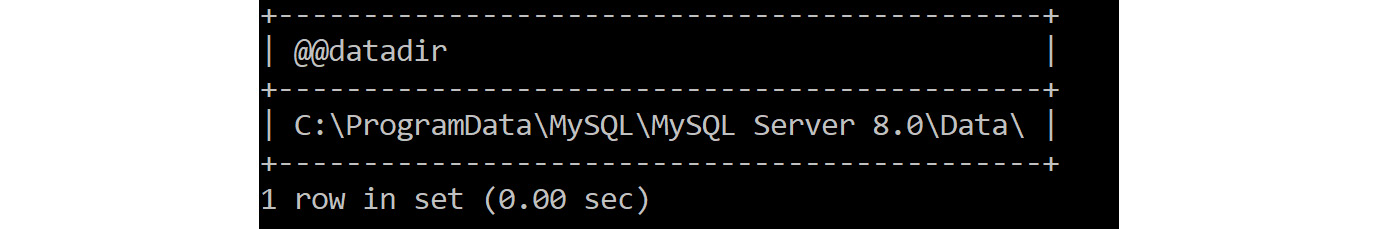 +---------------------------------------------+
| @@datadir                                   |
+---------------------------------------------+
| C:\ProgramData\MySQL\MySQL Server 8.0\Data\ |
+---------------------------------------------+
1 row in set (0.00 sec)